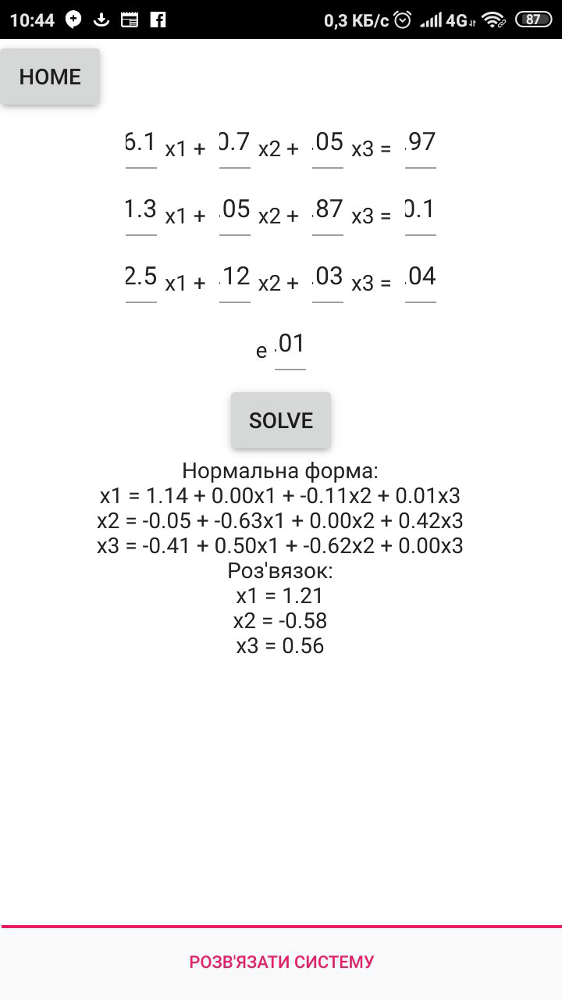 10:44 0,3 КБ/с 4G 87
HOME
6.1 x1 + 0.7 x2 + .05 x3 = .97
1.3 x1 + .05 x2 + .87 x3 = 0.1
2.5 x1 + .12 x2 + .03 x3 = .04
e .01
SOLVE
Нормальна форма:
x1 = 1.14 + 0.00x1 + -0.11x2 + 0.01x3
x2 = -0.05 + -0.63x1 + 0.00x2 + 0.42x3
x3 = -0.41 + 0.50x1 + -0.62x2 + 0.00x3
Роз'вязок:
x1 = 1.21
x2 = -0.58
x3 = 0.56
РОЗВ'ЯЗАТИ СИСТЕМУ